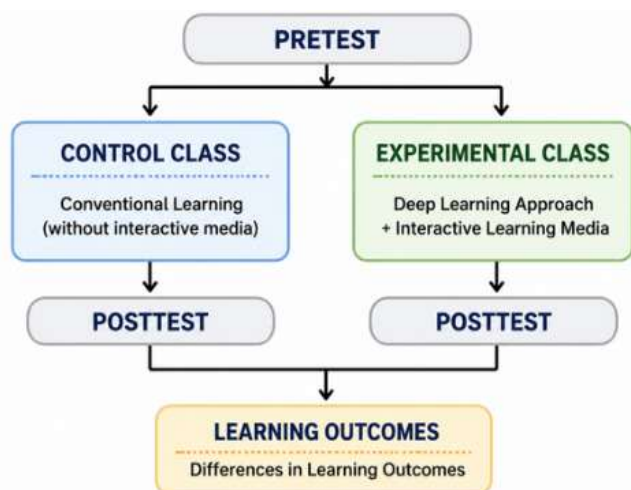 PRETEST
CONTROL CLASS
Conventional Learning
(without interactive media)
EXPERIMENTAL CLASS
Deep Learning Approach
+ Interactive Learning Media
POSTTEST
POSTTEST
LEARNING OUTCOMES
Differences in Learning Outcomes